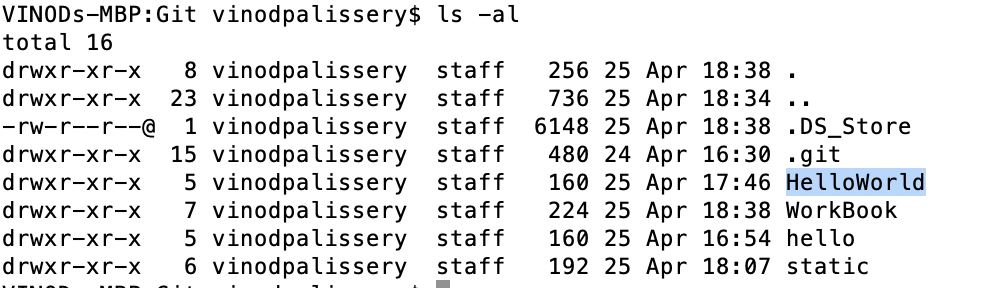 VINODs-MBP:Git vinodpalissery$ ls -al
total 16
drwxr-xr-x   8 vinodpalissery  staff   256 25 Apr 18:38 .
drwxr-xr-x  23 vinodpalissery  staff   736 25 Apr 18:34 ..
-rw-r--r--@  1 vinodpalissery  staff  6148 25 Apr 18:38 .DS_Store
drwxr-xr-x  15 vinodpalissery  staff   480 24 Apr 16:30 .git
drwxr-xr-x   5 vinodpalissery  staff   160 25 Apr 17:46 HelloWorld
drwxr-xr-x   7 vinodpalissery  staff   224 25 Apr 18:38 WorkBook
drwxr-xr-x   5 vinodpalissery  staff   160 25 Apr 16:54 hello
drwxr-xr-x   6 vinodpalissery  staff   192 25 Apr 18:07 static
VINODs-MBP:Git vinodpalissery$